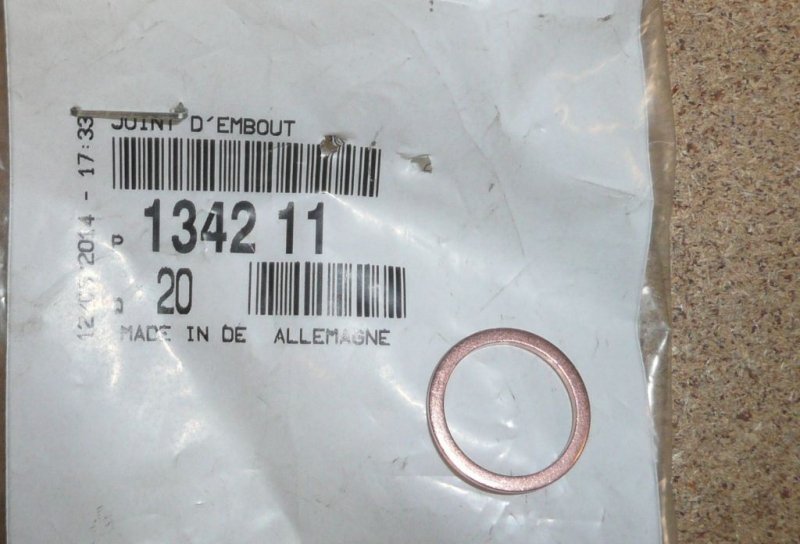 JOINT D'EMBOUT
P 1342 11
20
MADE IN DE ALLEMAGNE
2014 - 17:33